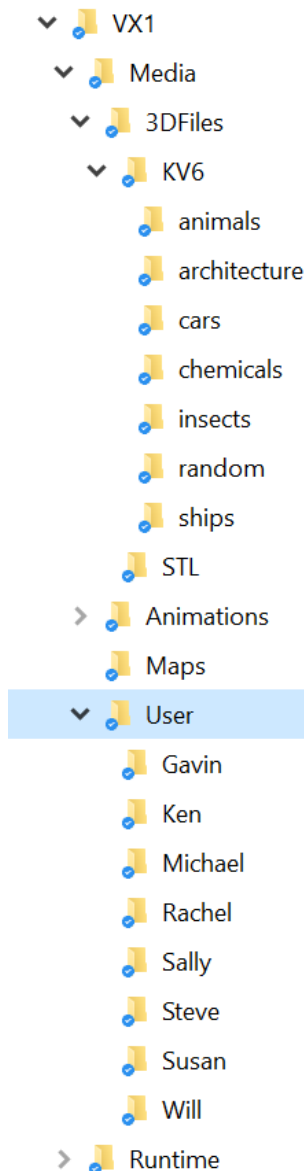 VX1
Media
3DFiles
KV6
animals
architecture
cars
chemicals
insects
random
ships
STL
Animations
Maps
User
Gavin
Ken
Michael
Rachel
Sally
Steve
Susan
Will
Runtime